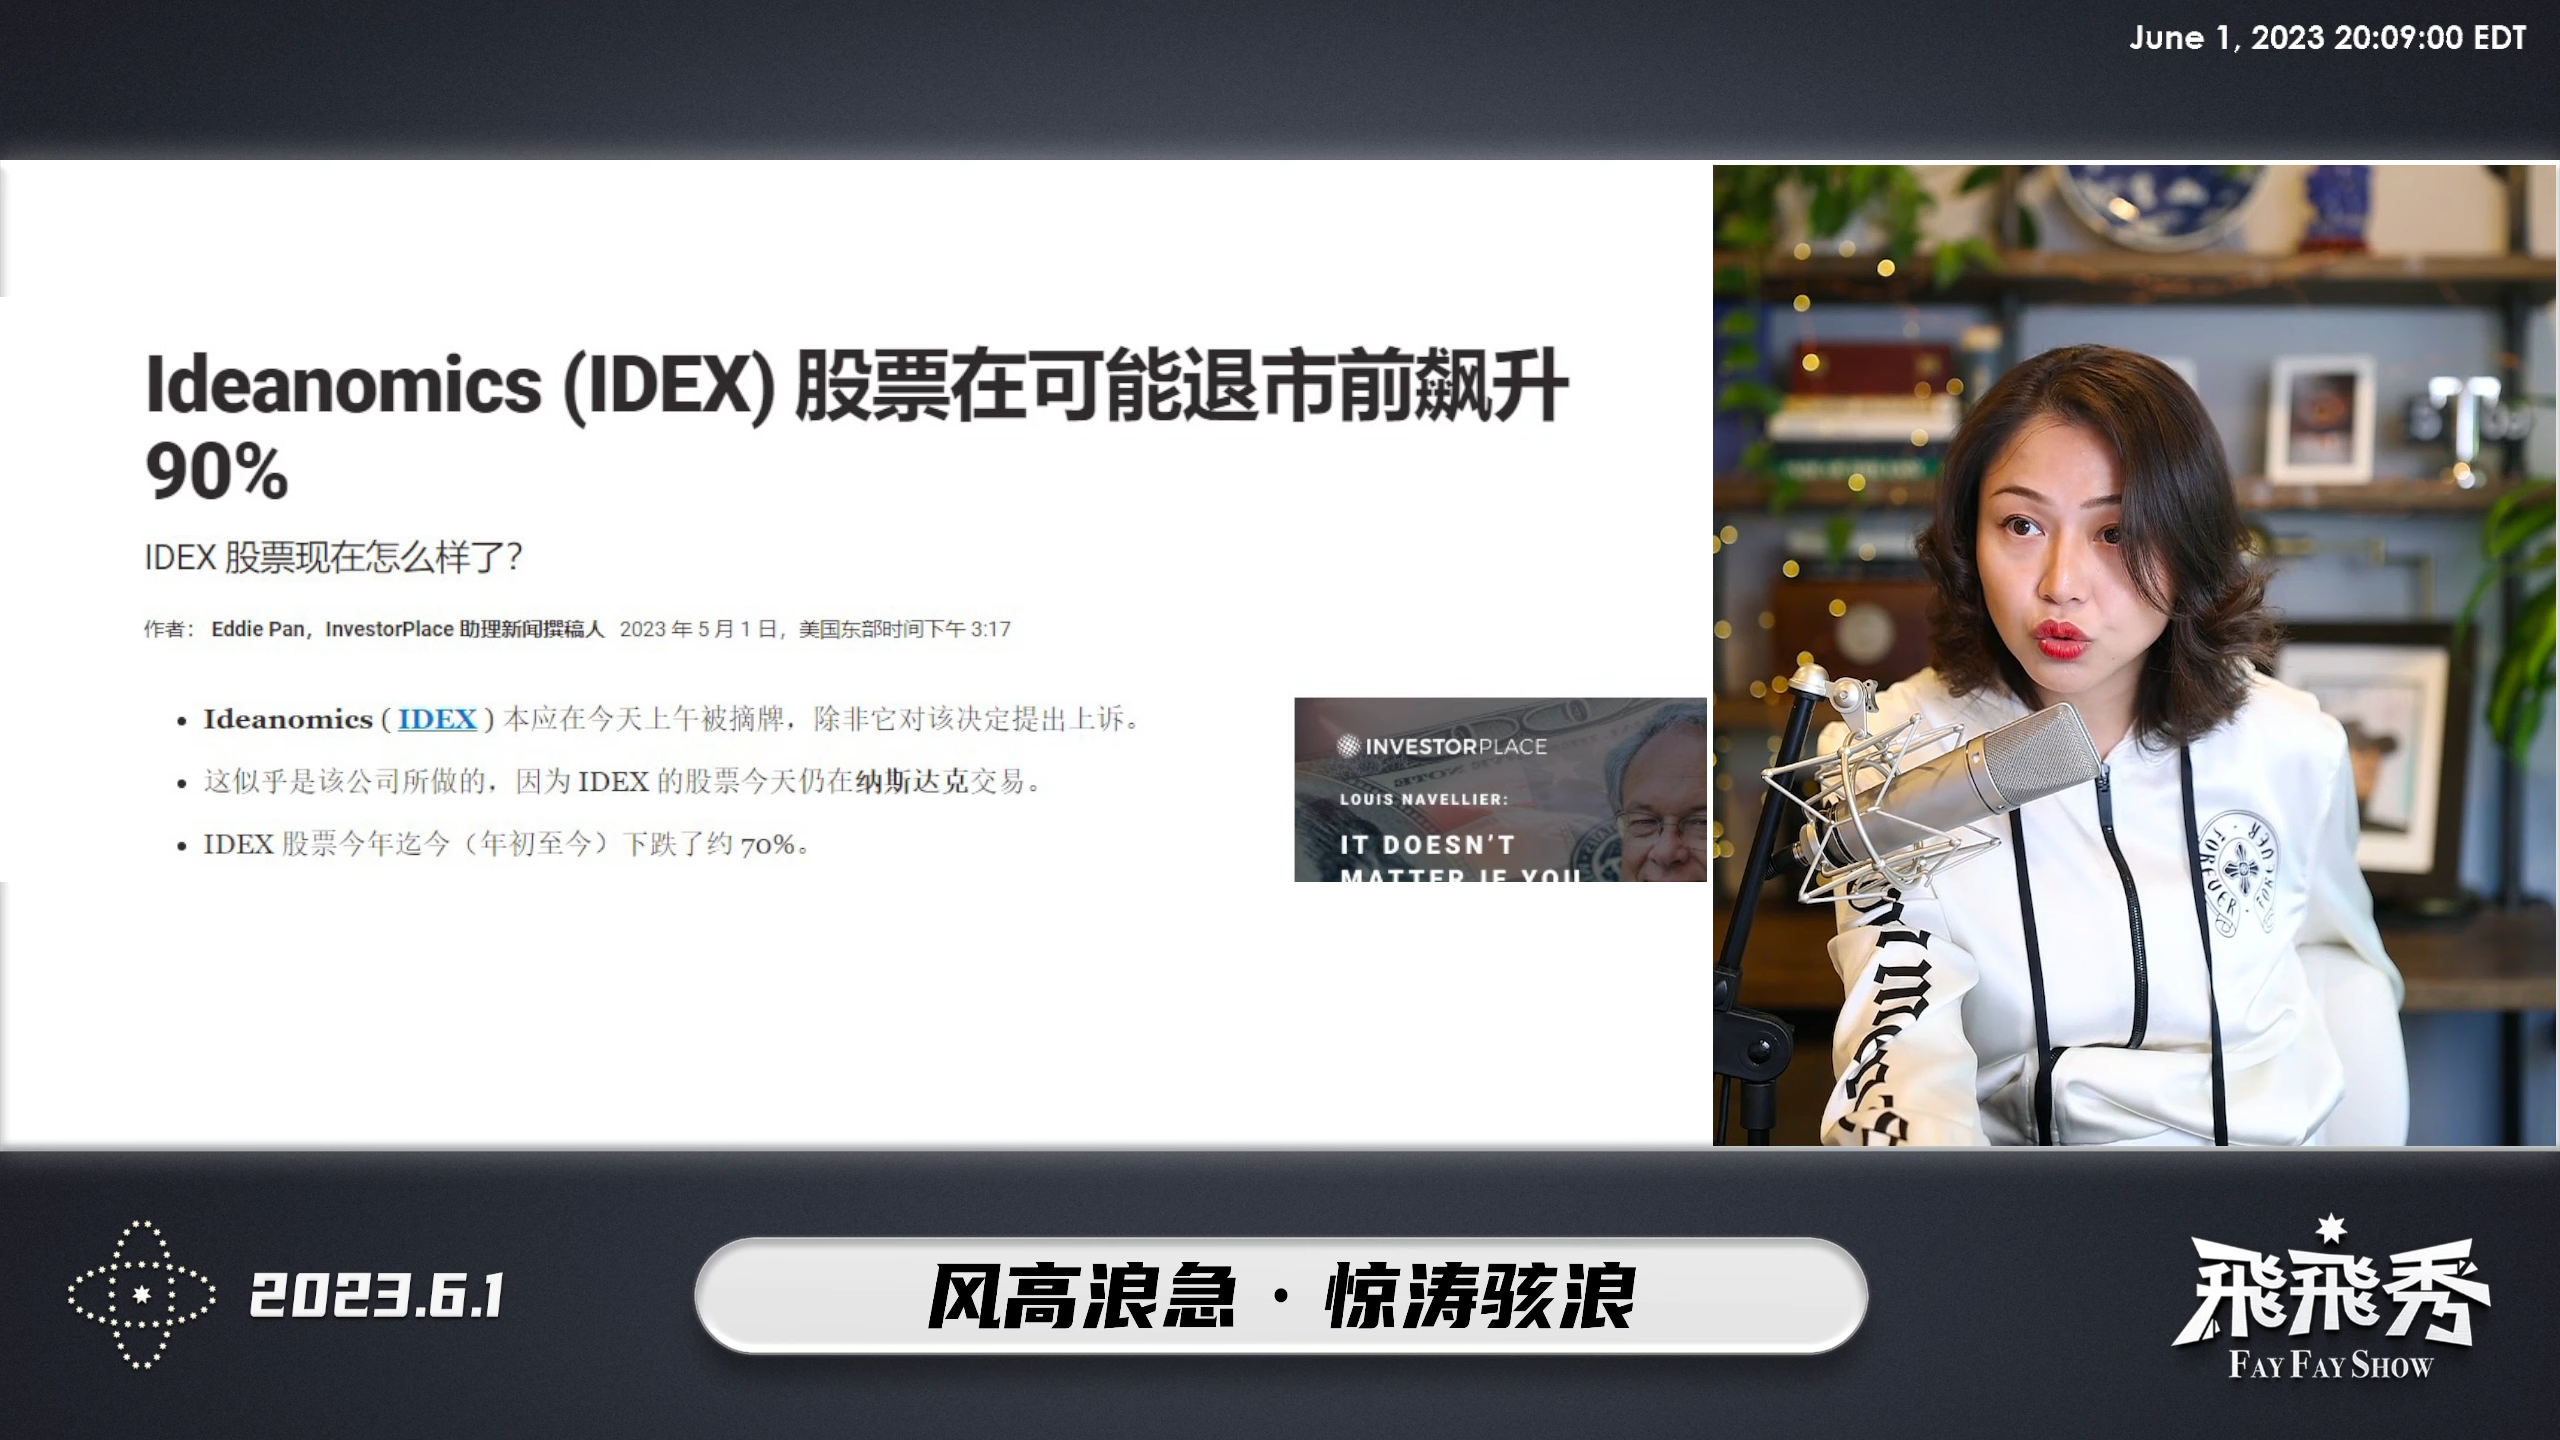 June 1, 2023 20:09:00 EDT
Ideanomics (IDEX) 股票在可能退市前飙升
90%
IDEX 股票现在怎么样了？
作者： Eddie Pan，InvestorPlace 助理新闻撰稿人 2023 年 5 月 1 日，美国东部时间下午 3:17
• Ideanomics ( IDEX ) 本应在今天上午被摘牌，除非它对该决定提出上诉。
• 这似乎是该公司所做的，因为 IDEX 的股票今天仍在纳斯达克交易。
• IDEX 股票今年迄今（年初至今）下跌了约 70%。
INVESTORPLACE
LOUIS NAVELLIER:
IT DOESN'T
MATTER IF YOU
FOREVER
FOREVER
2023.6.1
风高浪急 · 惊涛骇浪
飛飛秀
FAY FAY SHOW